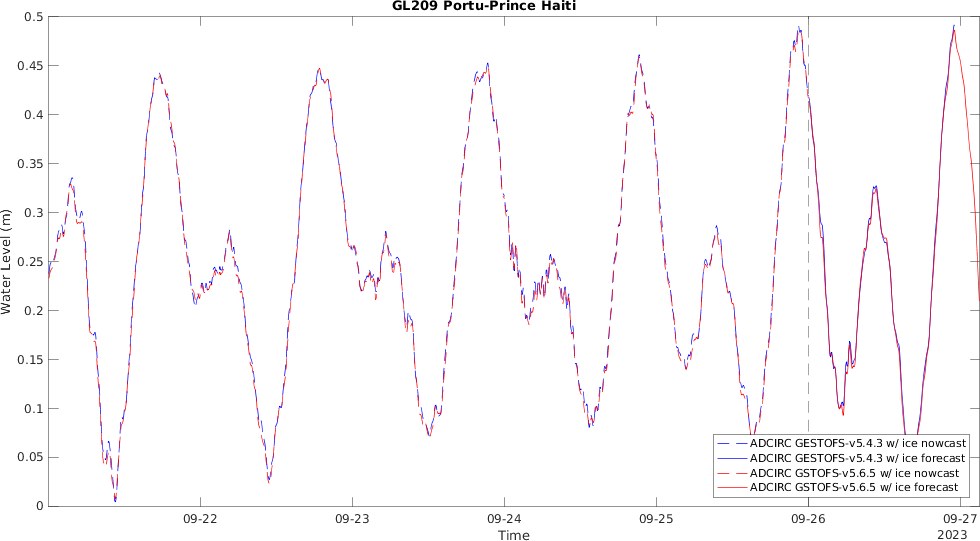 GL209 Portu-Prince Haiti
0.5
0.45
0.4
0.35
0.3
0.25
0.2
0.15
0.1
0.05
0
Water Level (m)
ADCIRC GESTOFS-v5.4.3 w/ ice nowcast
ADCIRC GESTOFS-v5.4.3 w/ ice forecast
ADCIRC GSTOFS-v5.6.5 w/ ice nowcast
ADCIRC GSTOFS-v5.6.5 w/ ice forecast
09-22 09-23 09-24 09-25 09-26 09-27
Time
2023